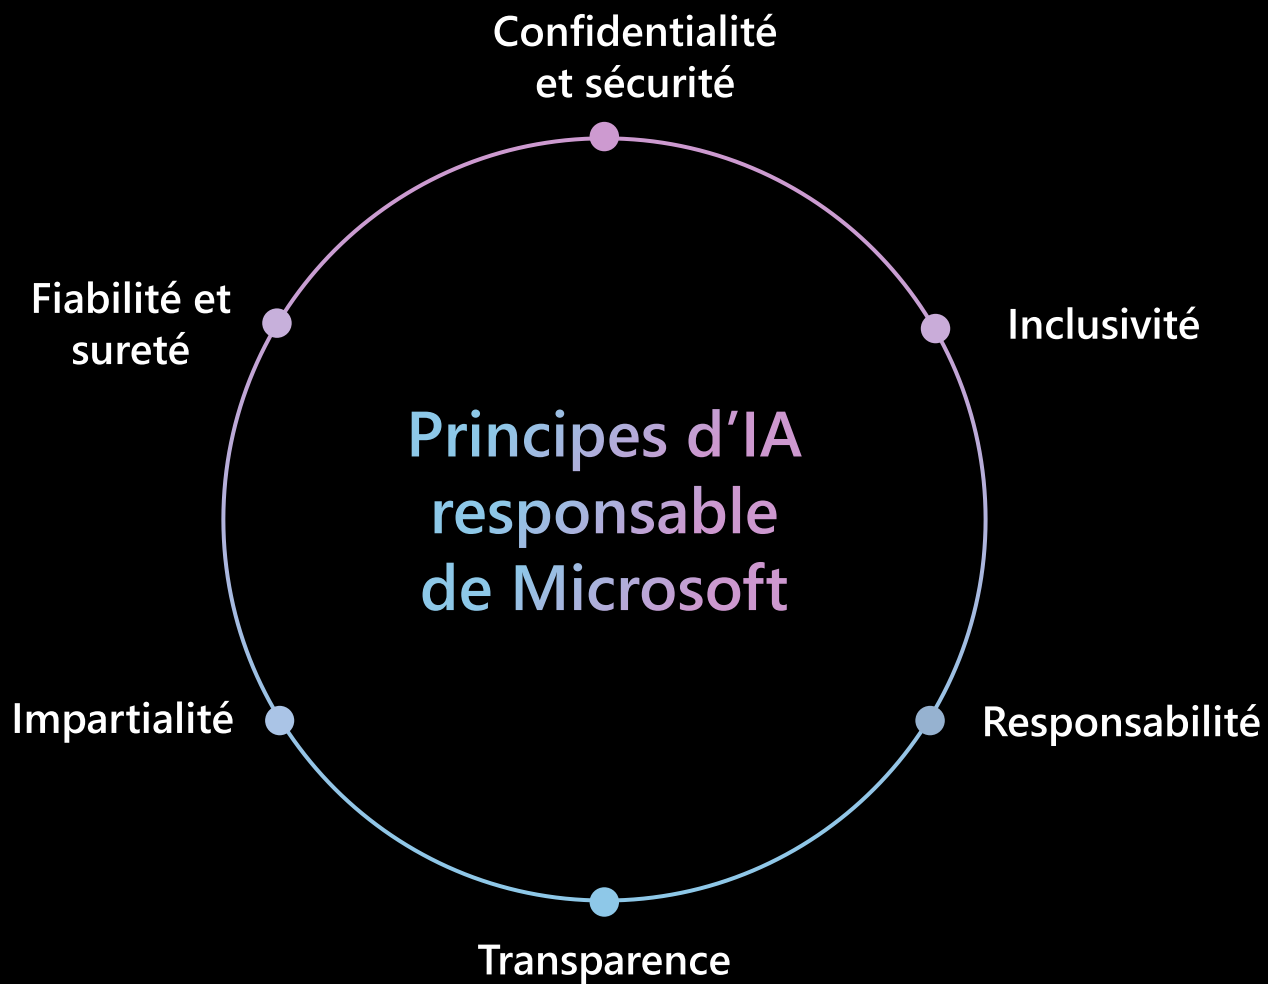 Confidentialité
et sécurité
Fiabilité et
sureté
Inclusivité
Principes d’IA
responsable
de Microsoft
Impartialité
Responsabilité
Transparence